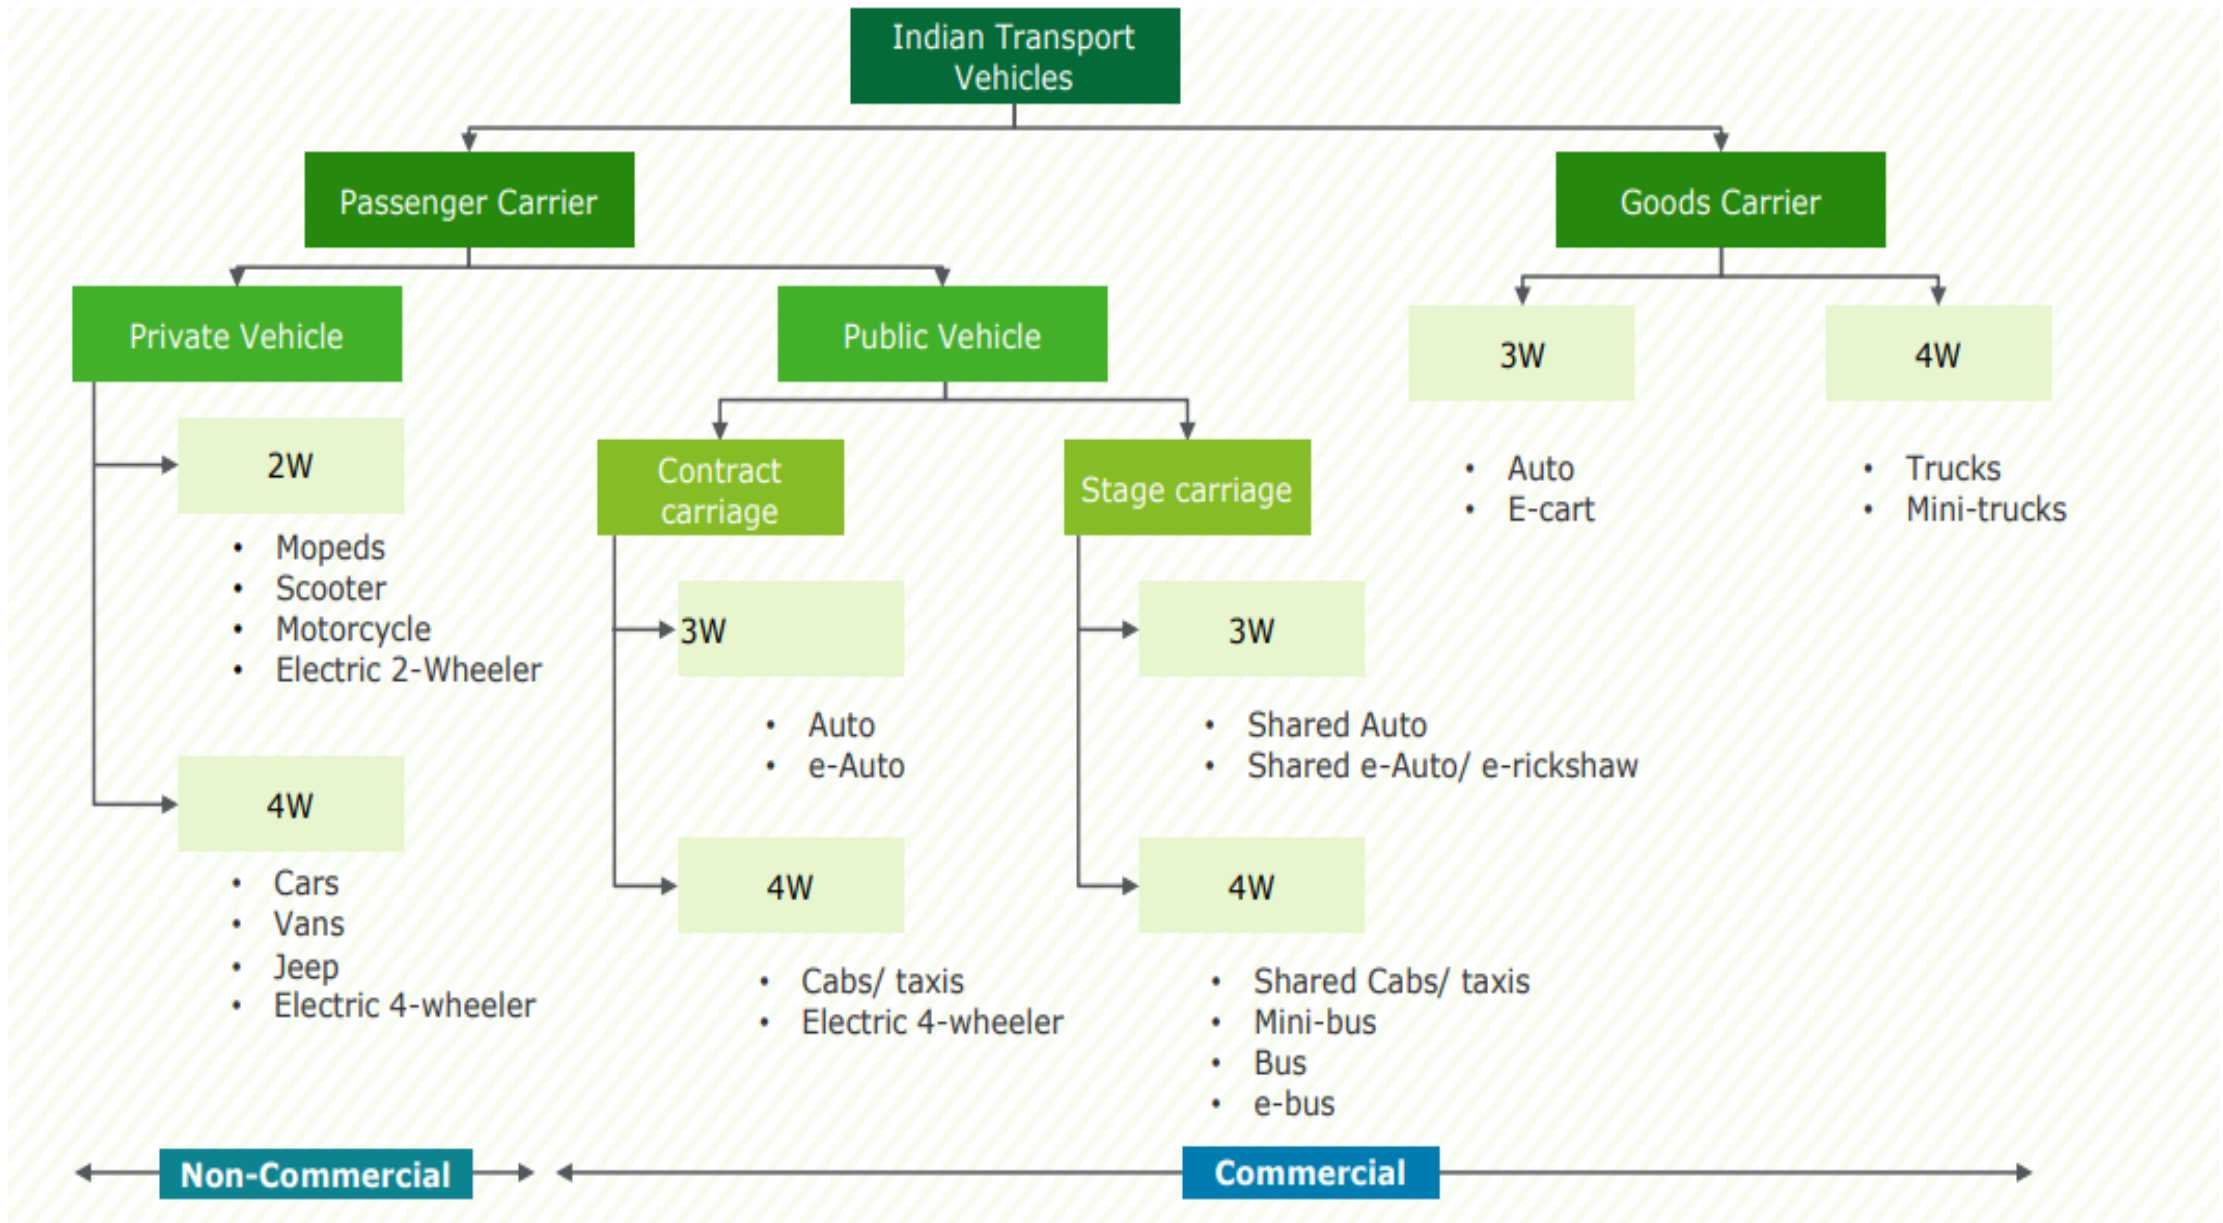 Indian Transport
Vehicles
Passenger Carrier
Goods Carrier
Private Vehicle
Public Vehicle
3W
4W
• Auto
• E-cart
• Trucks
• Mini-trucks
2W
• Mopeds
• Scooter
• Motorcycle
• Electric 2-Wheeler
4W
• Cars
• Vans
• Jeep
• Electric 4-wheeler
Contract
carriage
3W
• Auto
• e-Auto
4W
• Cabs/ taxis
• Electric 4-wheeler
Stage carriage
3W
• Shared Auto
• Shared e-Auto/ e-rickshaw
4W
• Shared Cabs/ taxis
• Mini-bus
• Bus
• e-bus
Non-Commercial
Commercial